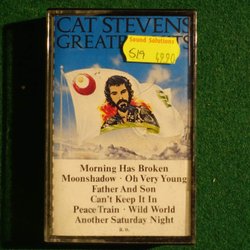 CAT STEVENS
GREATEST HITS
Sound Solutions
S19
Morning Has Broken
Moonshadow · Oh Very Young
Father And Son
Can't Keep It In
Peace Train · Wild World
Another Saturday Night